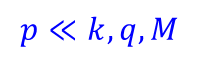 p ≪ k, q, M